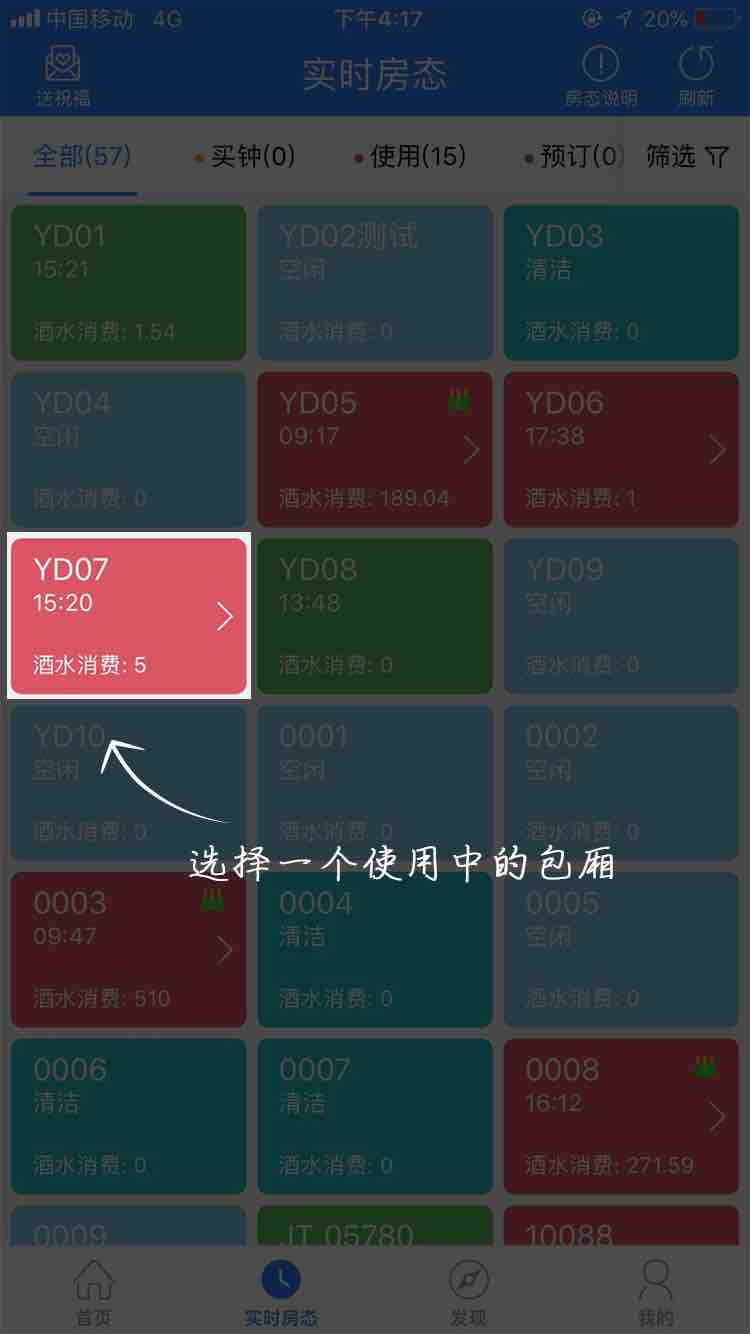 中国移动 4G 下午4:17 20%
送祝福 实时房态 房态说明 刷新
全部(57) 买钟(0) 使用(15) 预订(0) 筛选
YD01 YD02测试 YD03
15:21 空闲 清洁
酒水消费: 1.54 酒水消费: 0 酒水消费: 0
YD04 YD05 YD06
空闲 09:17 17:38
酒水消费: 0 酒水消费: 189.04 酒水消费: 1
YD07 YD08 YD09
15:20 13:48 空闲
酒水消费: 5 酒水消费: 0 酒水消费: 0
YD10 0001 0002
空闲 空闲 空闲
酒水消费: 0 酒水消费: 0 酒水消费: 0
选择一个使用中的包厢
0003 0004 0005
09:47 清洁 空闲
酒水消费: 510 酒水消费: 0 酒水消费: 0
0006 0007 0008
清洁 清洁 16:12
酒水消费: 0 酒水消费: 0 酒水消费: 271.59
0009 JT 05780 10088
首页 实时房态 发现 我的